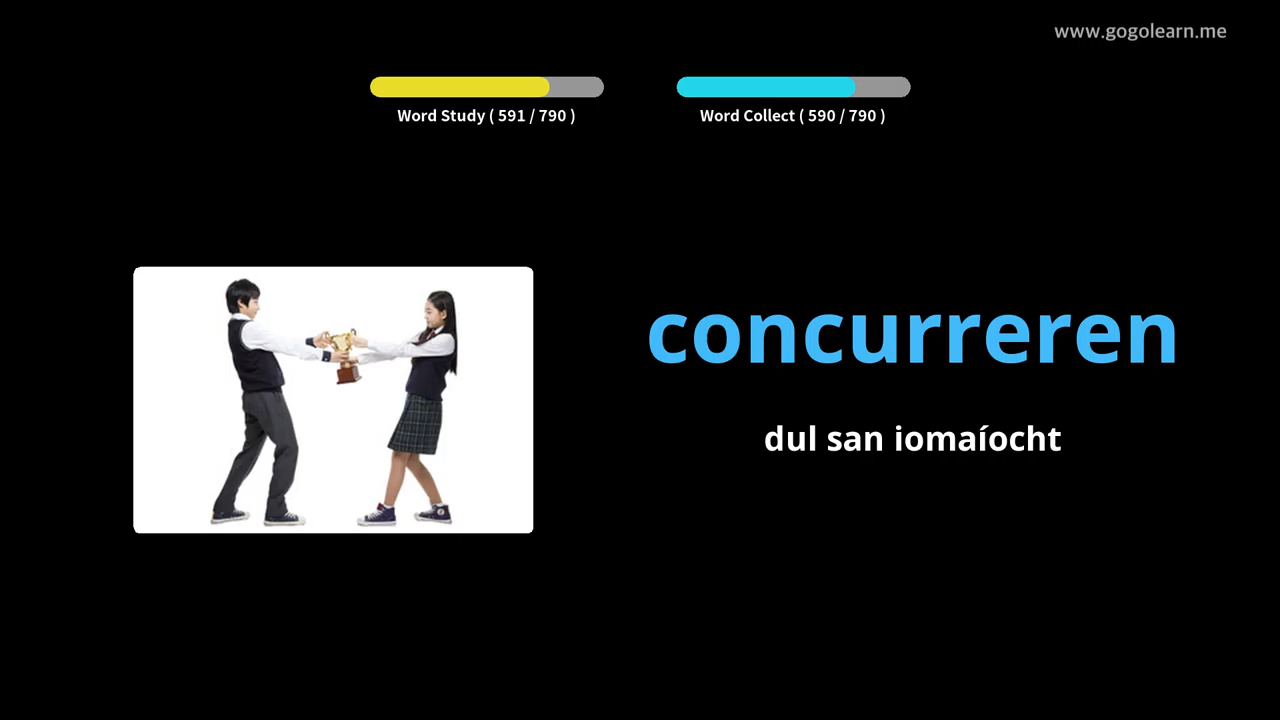 www.gogolearn.me
Word Study ( 591 / 790 )
Word Collect ( 590 / 790 )
concurreren
dul san iomaíocht